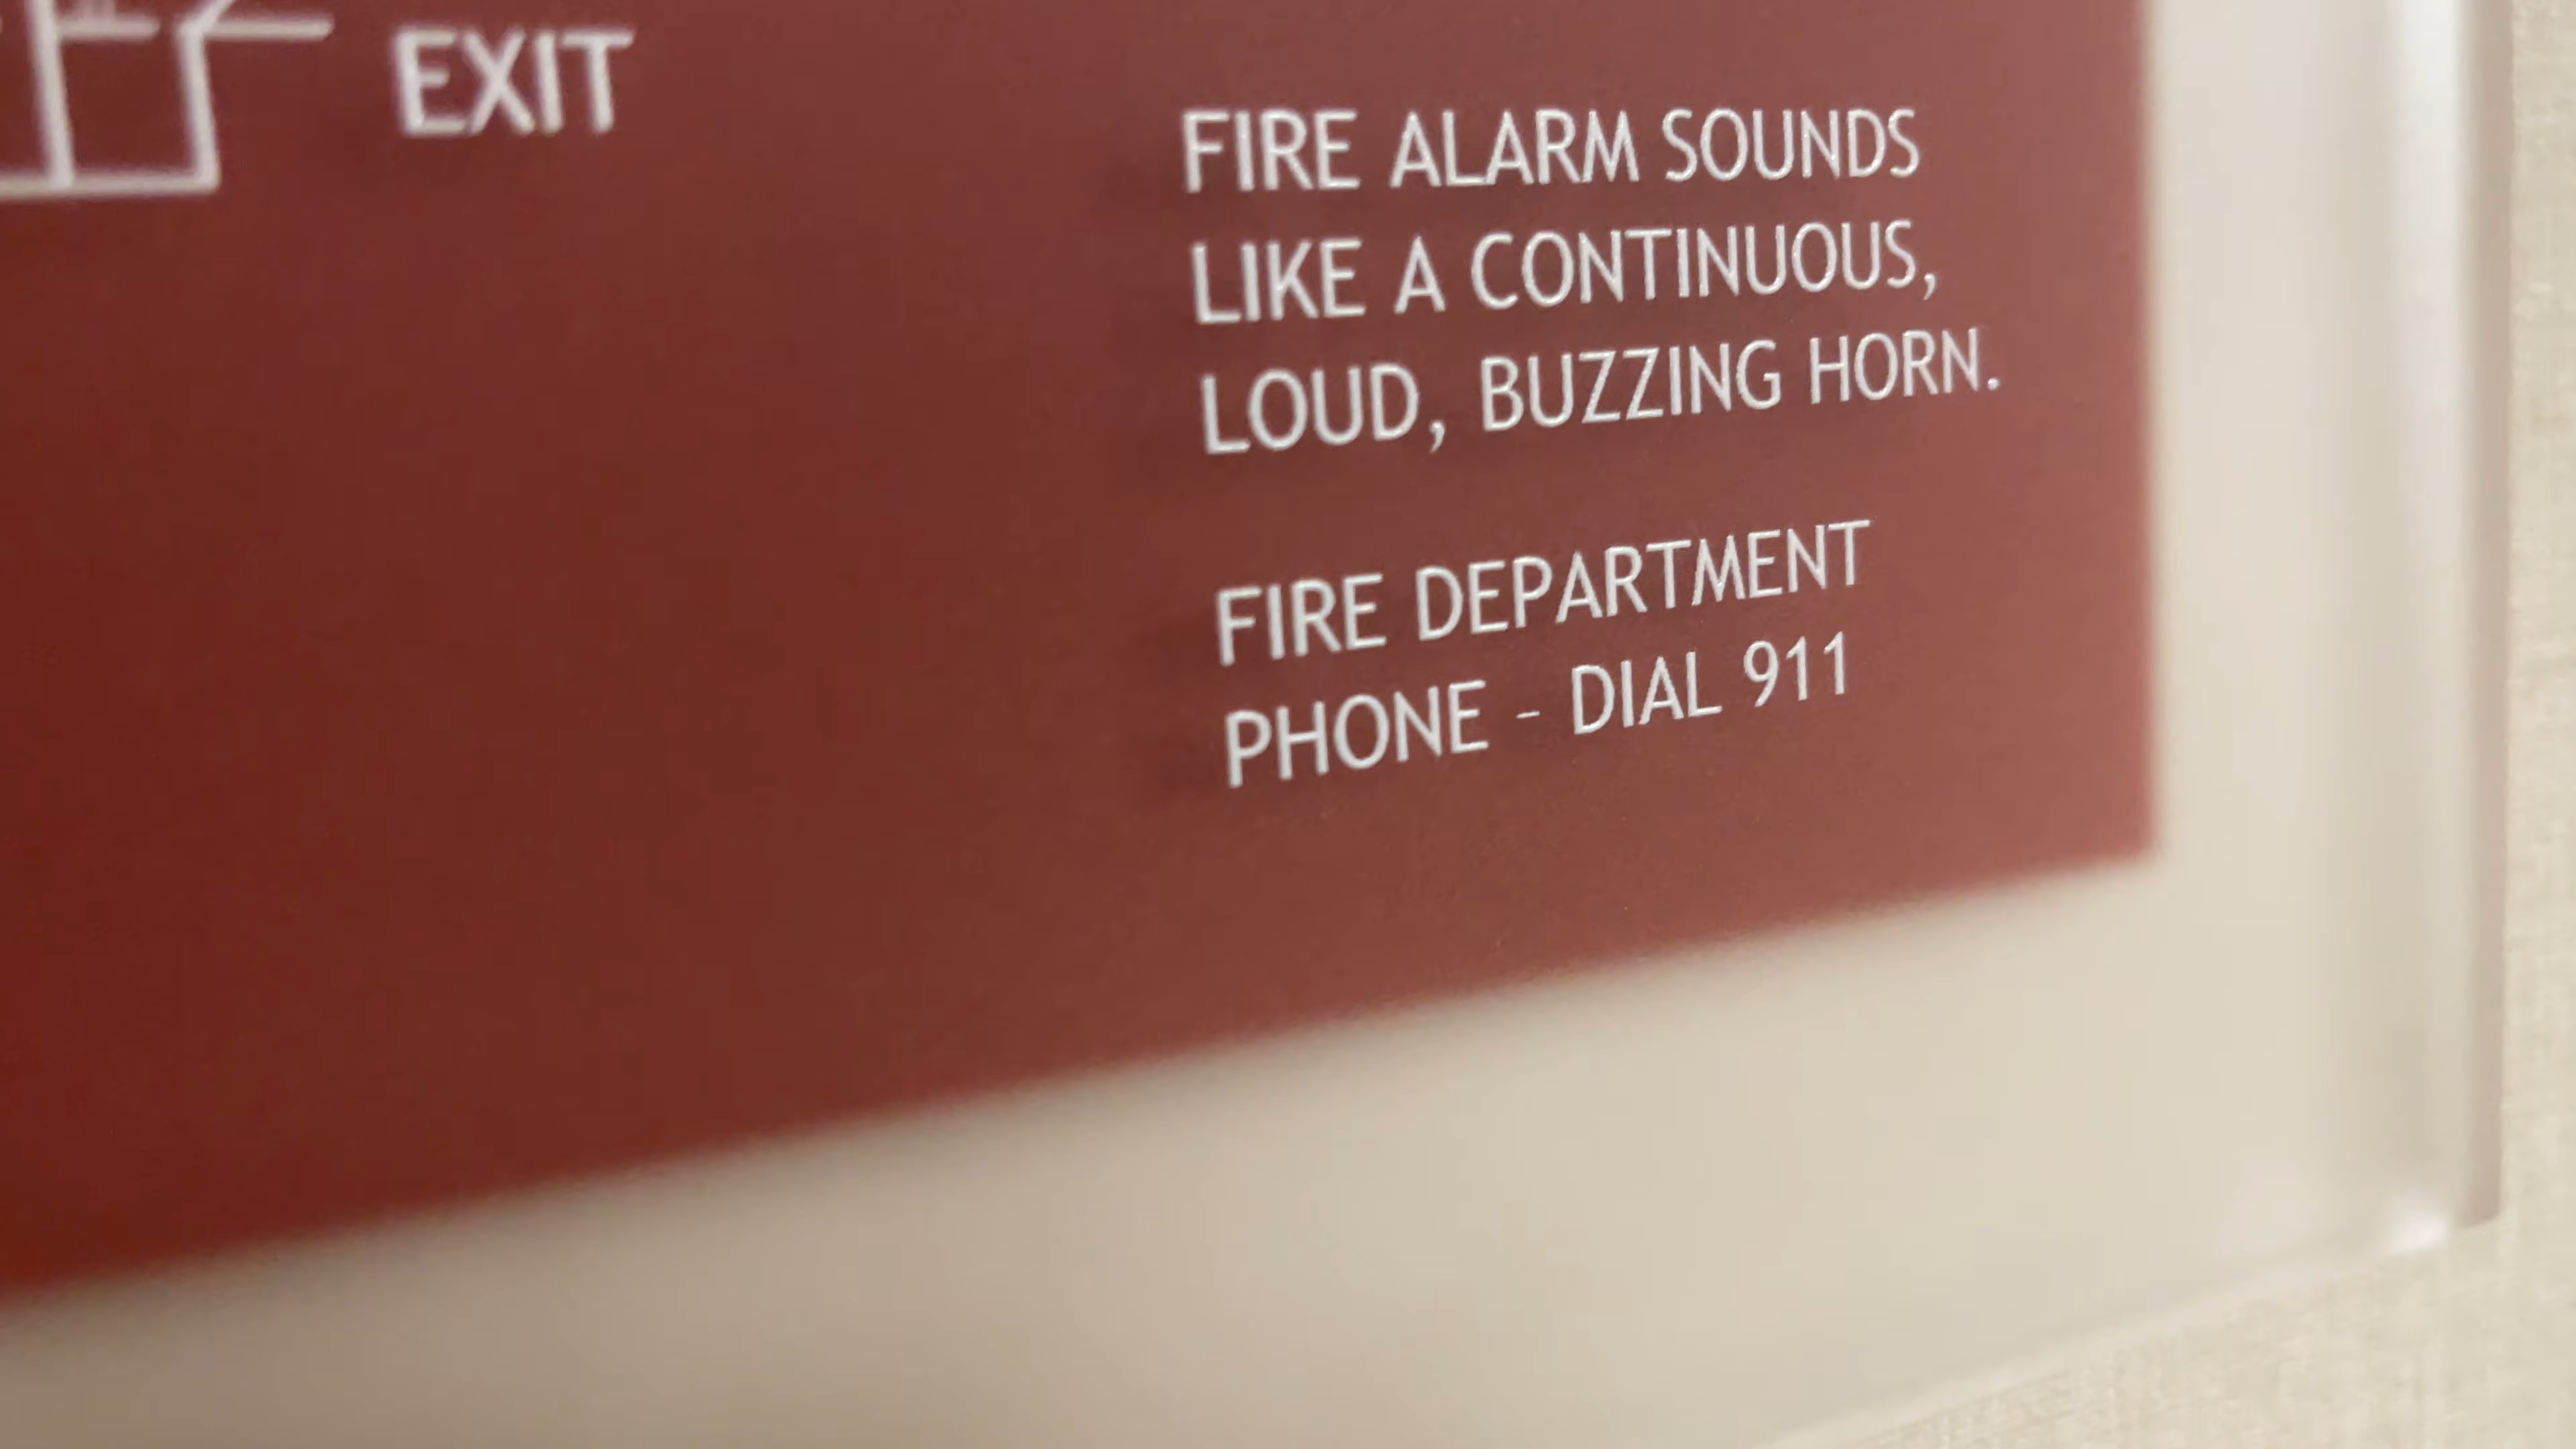 EXIT
FIRE ALARM SOUNDS
LIKE A CONTINUOUS,
LOUD, BUZZING HORN.
FIRE DEPARTMENT
PHONE - DIAL 911